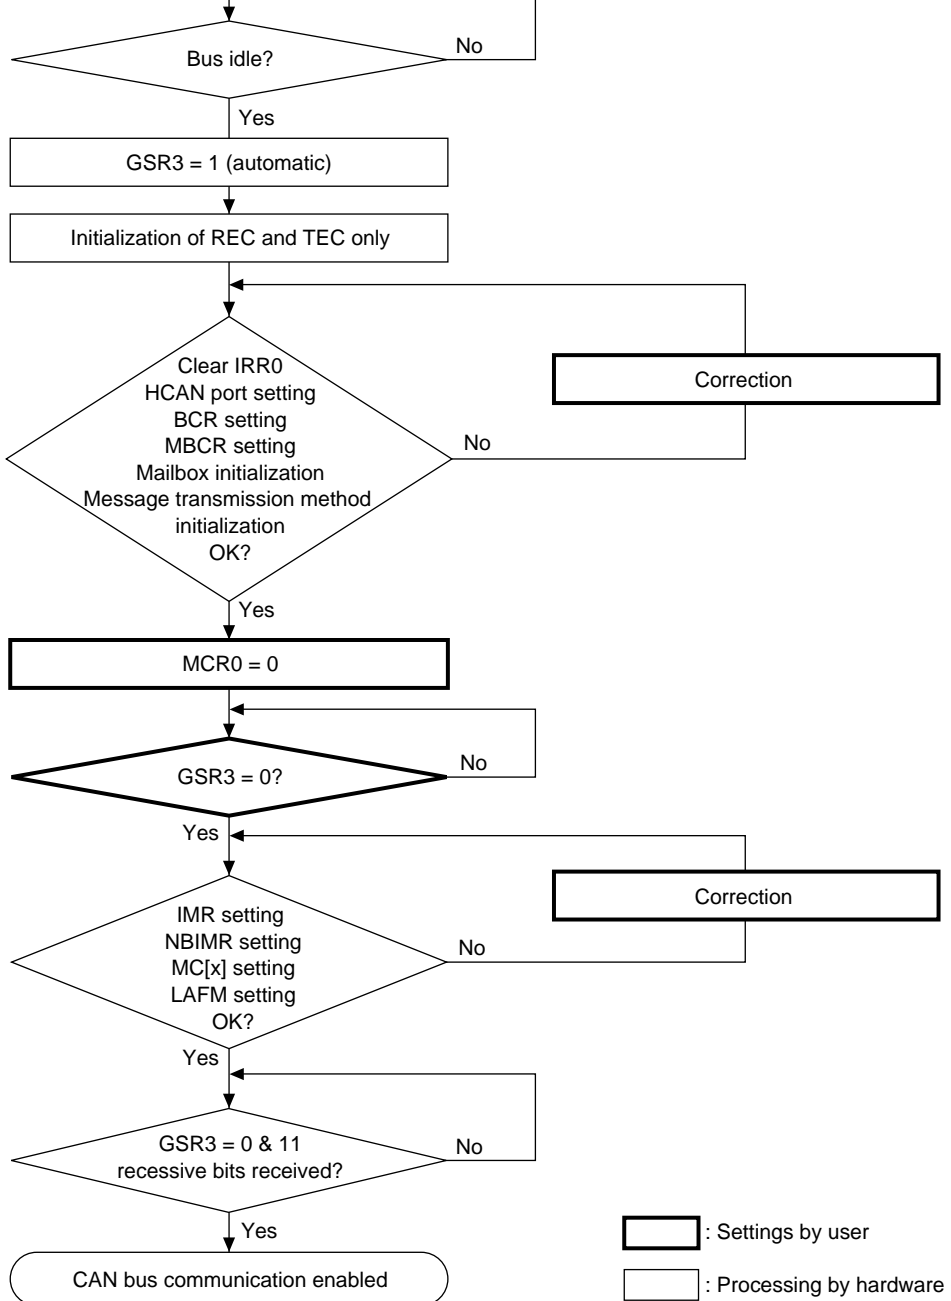 No
Bus idle?
Yes
GSR3 = 1 (automatic)
Initialization of REC and TEC only
Clear IRR0
HCAN port setting
BCR setting
MBCR setting
Mailbox initialization
Message transmission method
initialization
OK?
No
Correction
Yes
MCR0 = 0
GSR3 = 0?
No
Yes
Correction
IMR setting
NBIMR setting
MC[x] setting
LAFM setting
OK?
No
Yes
GSR3 = 0 & 11
recessive bits received?
No
Yes
CAN bus communication enabled
: Settings by user
: Processing by hardware